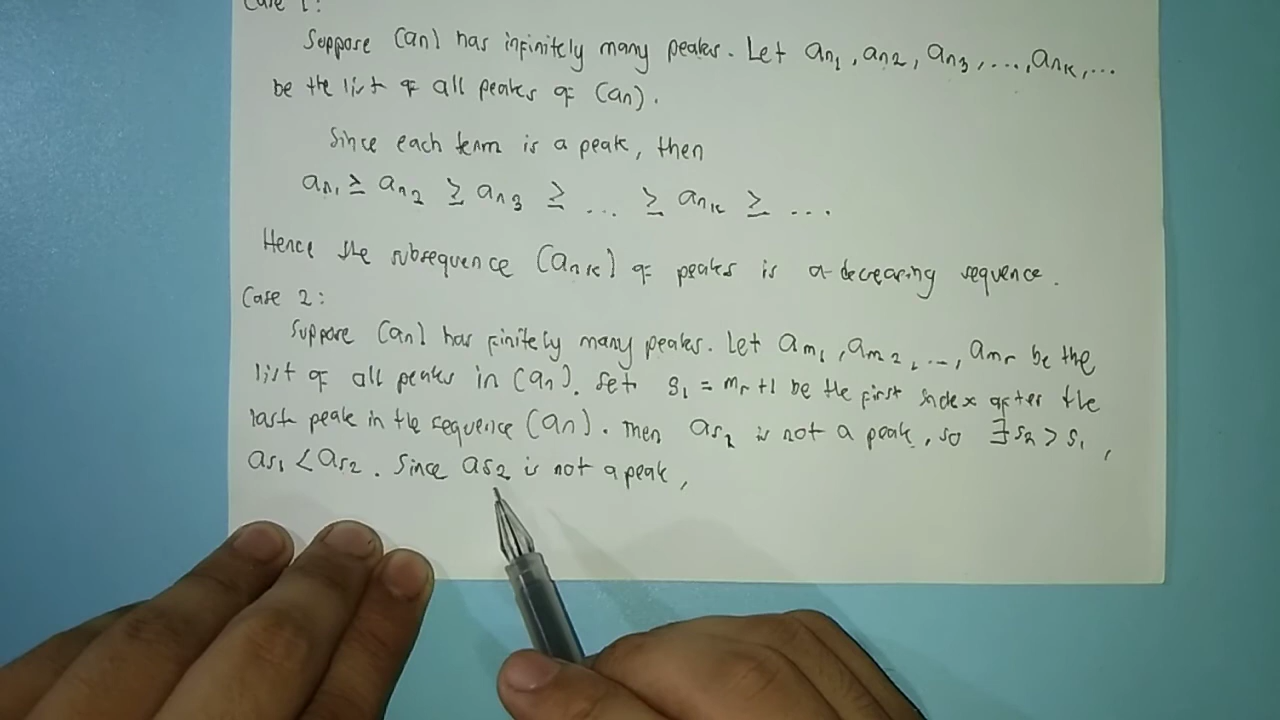 Case 1:
Suppose (an) has infinitely many peaks. Let an1, an2, an3, ..., anK, ...
be the list of all peaks of (an).
Since each term is a peak, then
an1 ≥ an2 ≥ an3 ≥ ... ≥ anK ≥ ...
Hence the subsequence (anK) of peaks is a decreasing sequence.
Case 2:
Suppose (an) has finitely many peaks. Let am1, am2, ..., amr be the
list of all peaks in (an). Set s1 = mr+1 be the first index after the
last peak in the sequence (an). Then as1 is not a peak, so ∃ s2 > s1,
as1 < as2. Since as2 is not a peak,